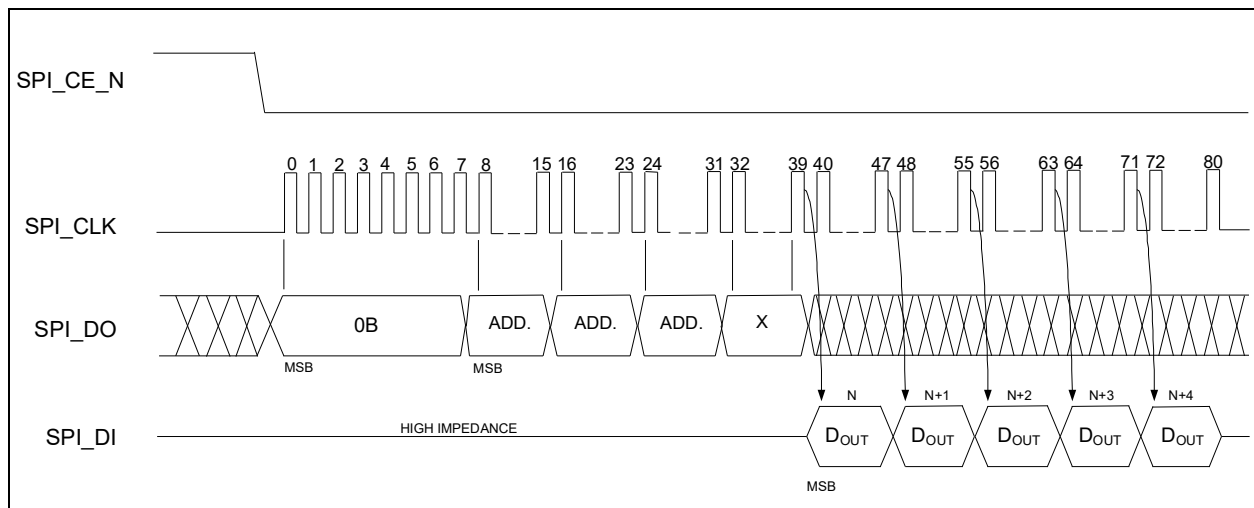 SPI_CE_N
0 1 2 3 4 5 6 7 8 15 16 23 24 31 32 39 40 47 48 55 56 63 64 71 72 80
SPI_CLK
SPI_DO 0B ADD. ADD. ADD. X
MSB MSB
N N+1 N+2 N+3 N+4
SPI_DI HIGH IMPEDANCE DOUT DOUT DOUT DOUT DOUT
MSB